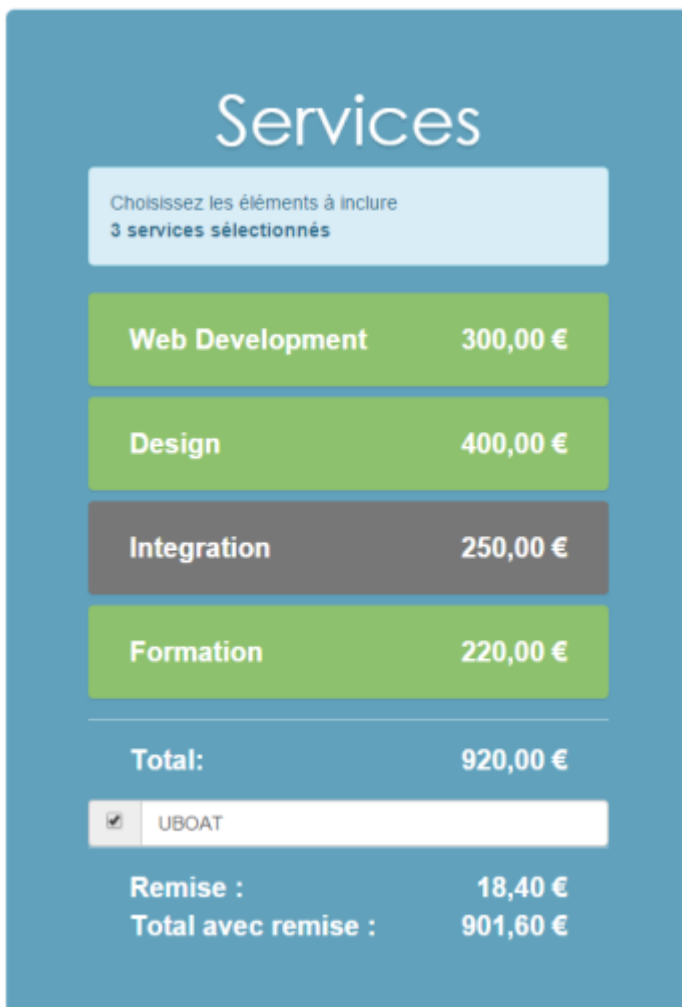 Services
Choisissez les éléments à inclure
3 services sélectionnés
Web Development 300,00 €
Design 400,00 €
Integration 250,00 €
Formation 220,00 €
Total: 920,00 €
UBOAT
Remise : 18,40 €
Total avec remise : 901,60 €